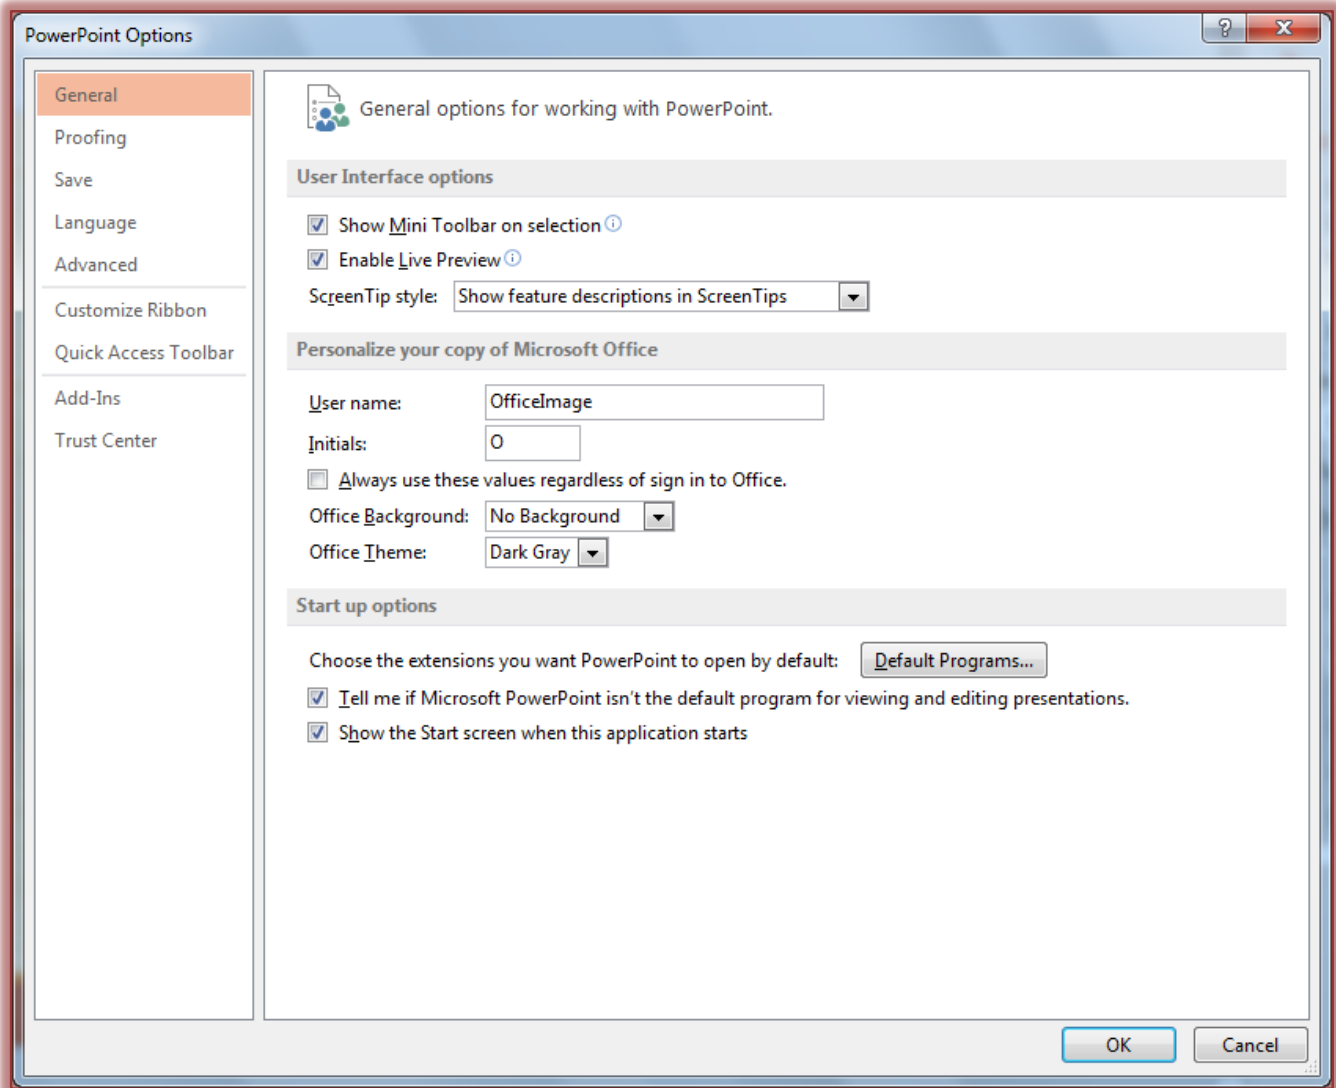 PowerPoint Options
General
Proofing
Save
Language
Advanced
Customize Ribbon
Quick Access Toolbar
Add-Ins
Trust Center
General options for working with PowerPoint.
User Interface options
Show Mini Toolbar on selection
Enable Live Preview
ScreenTip style: Show feature descriptions in ScreenTips
Personalize your copy of Microsoft Office
User name: OfficeImage
Initials: O
Always use these values regardless of sign in to Office.
Office Background: No Background
Office Theme: Dark Gray
Start up options
Choose the extensions you want PowerPoint to open by default: Default Programs...
Tell me if Microsoft PowerPoint isn't the default program for viewing and editing presentations.
Show the Start screen when this application starts
OK Cancel